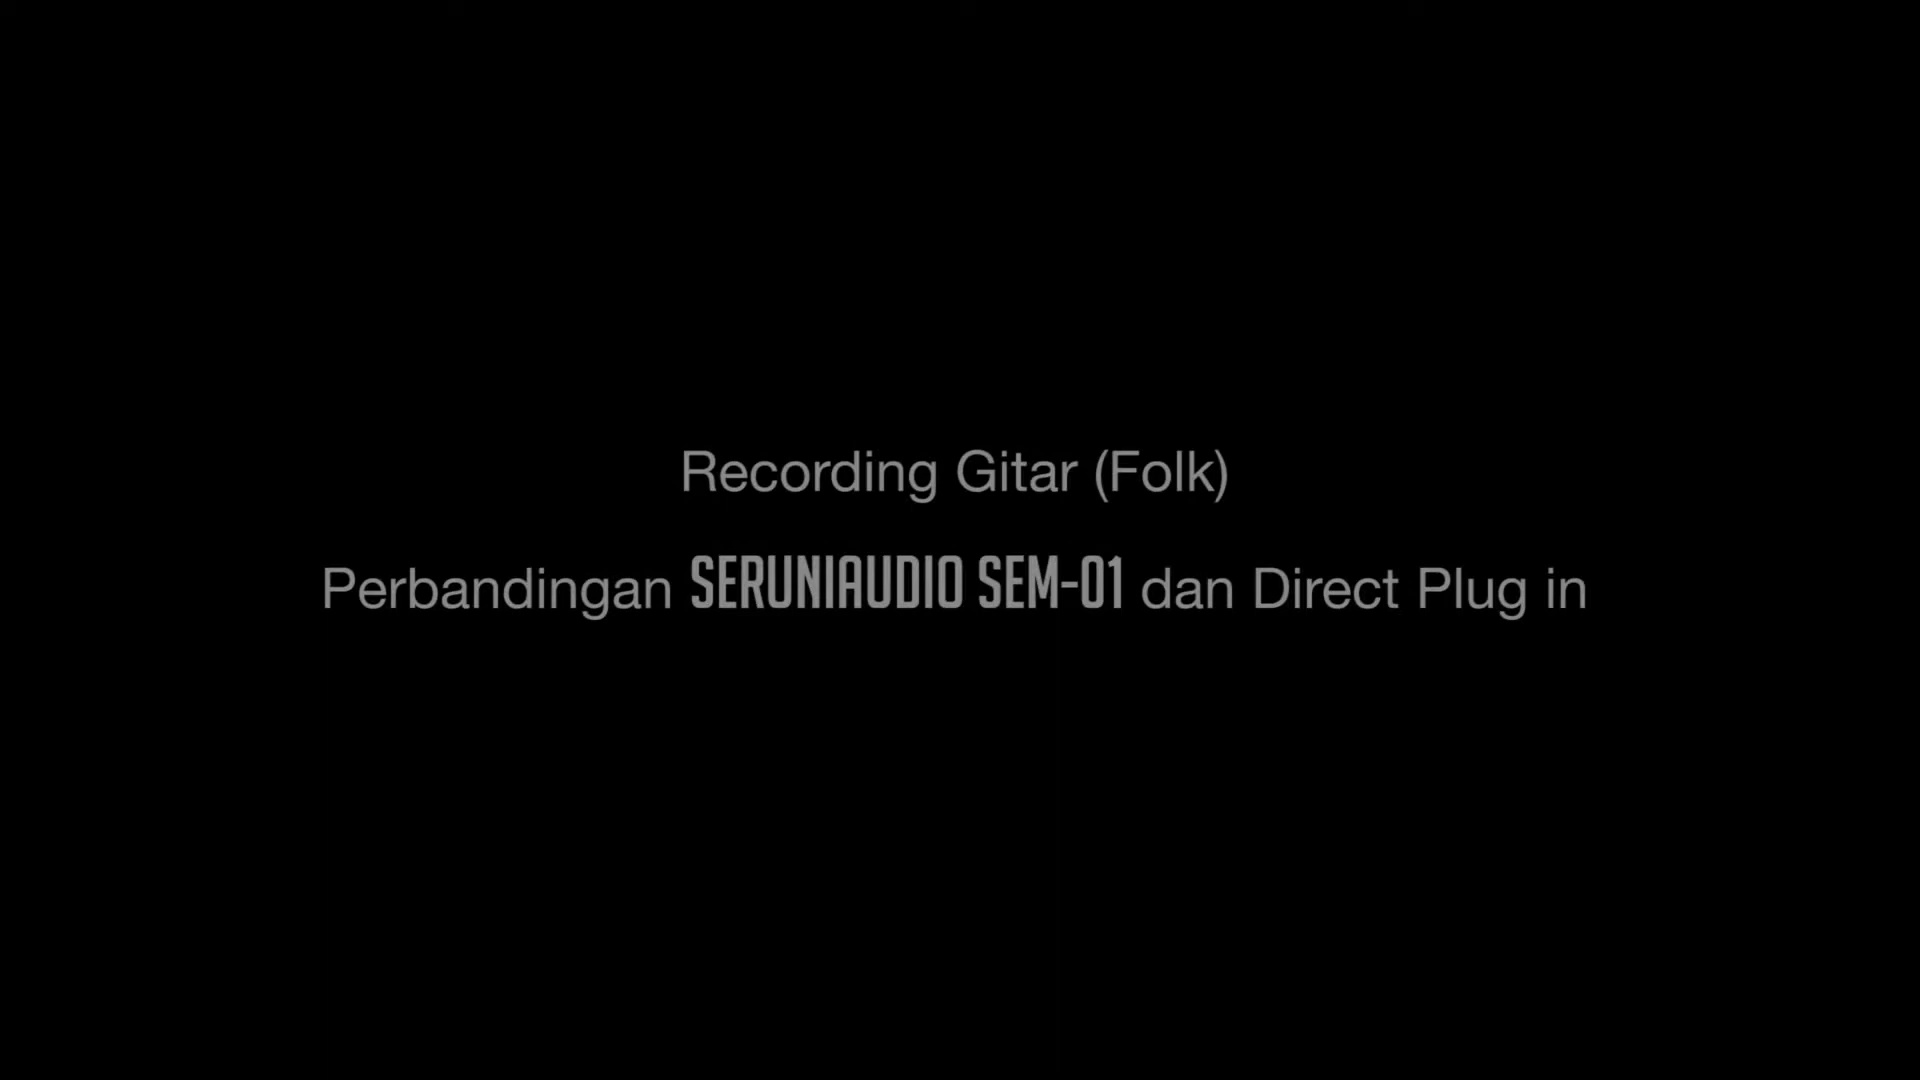 Recording Gitar (Folk)
Perbandingan SERUNIAUDIO SEM-01 dan Direct Plug in